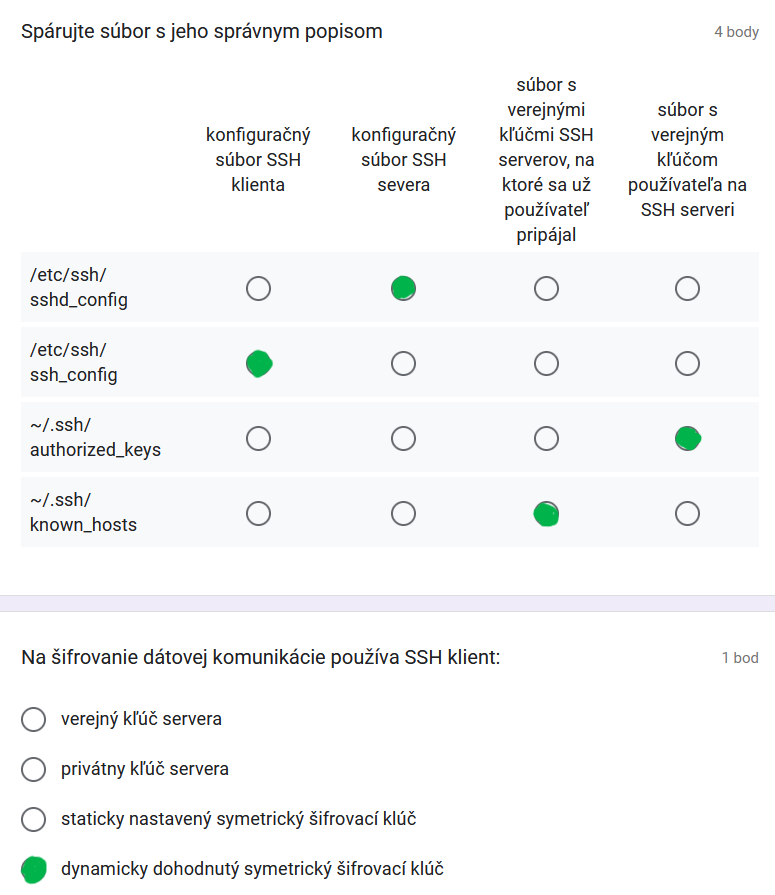 Spárujte súbor s jeho správnym popisom
4 body
konfiguračný
súbor SSH
klienta
konfiguračný
súbor SSH
severa
súbor s
verejnými
kľúčmi SSH
serverov, na
ktoré sa už
používateľ
pripájal
súbor s
verejným
kľúčom
používateľa na
SSH serveri
/etc/ssh/
sshd_config
/etc/ssh/
ssh_config
~/.ssh/
authorized_keys
~/.ssh/
known_hosts
Na šifrovanie dátovej komunikácie používa SSH klient:
1 bod
verejný kľúč servera
privátny kľúč servera
staticky nastavený symetrický šifrovací klúč
dynamicky dohodnutý symetrický šifrovací klúč